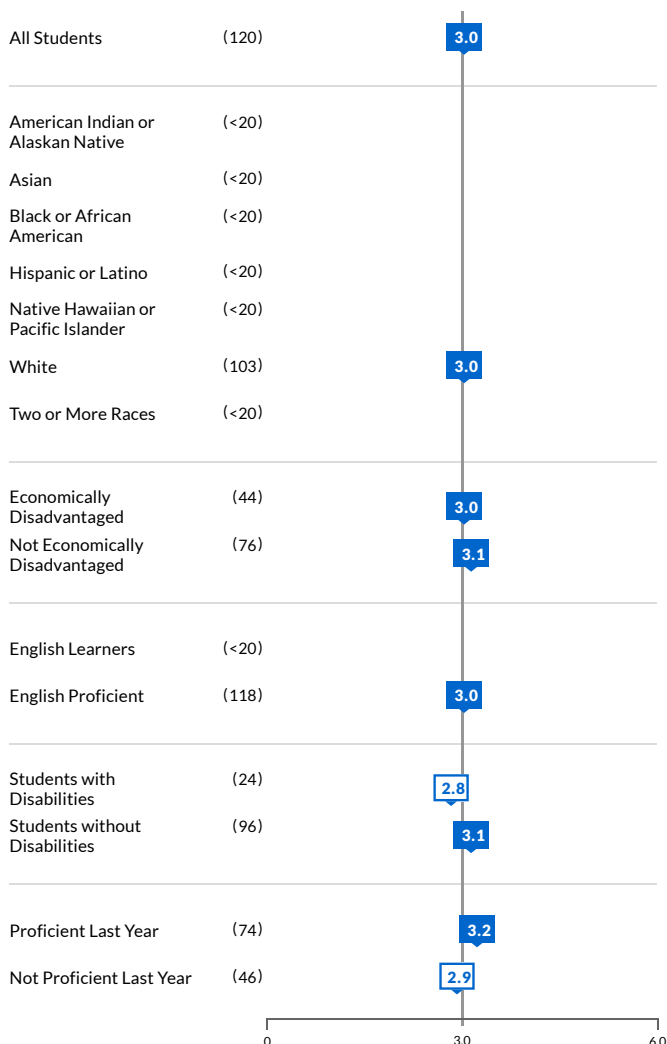 All Students (120) 3.0
American Indian or (<20)
Alaskan Native
Asian (<20)
Black or African (<20)
American
Hispanic or Latino (<20)
Native Hawaiian or (<20)
Pacific Islander
White (103) 3.0
Two or More Races (<20)
Economically (44) 3.0
Disadvantaged
Not Economically (76) 3.1
Disadvantaged
English Learners (<20)
English Proficient (118) 3.0
Students with (24) 2.8
Disabilities
Students without (96) 3.1
Disabilities
Proficient Last Year (74) 3.2
Not Proficient Last Year (46) 2.9
0 3.0 6.0